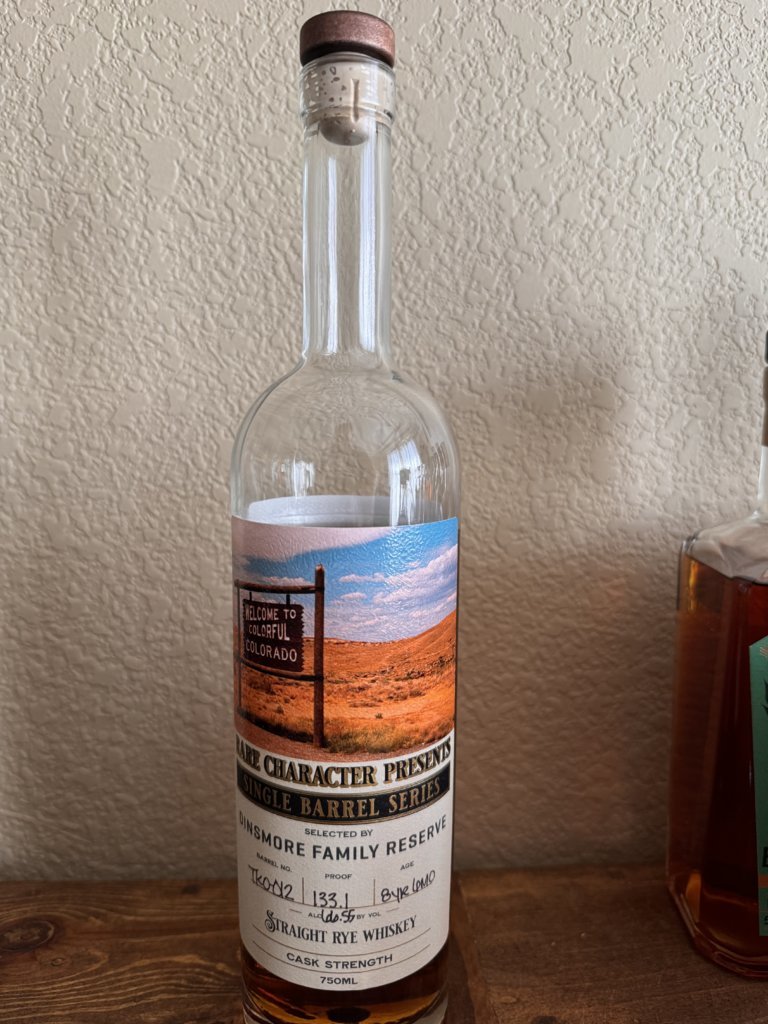 WELCOME TO
COLORFUL
COLORADO
RARE CHARACTER PRESENTS
SINGLE BARREL SERIES
SELECTED BY
DINSMORE FAMILY RESERVE
BARREL NO.
PROOF
AGE
133.1
8YR 6MO
ALC 66.55 BY VOL
STRAIGHT RYE WHISKEY
CASK STRENGTH
750ML